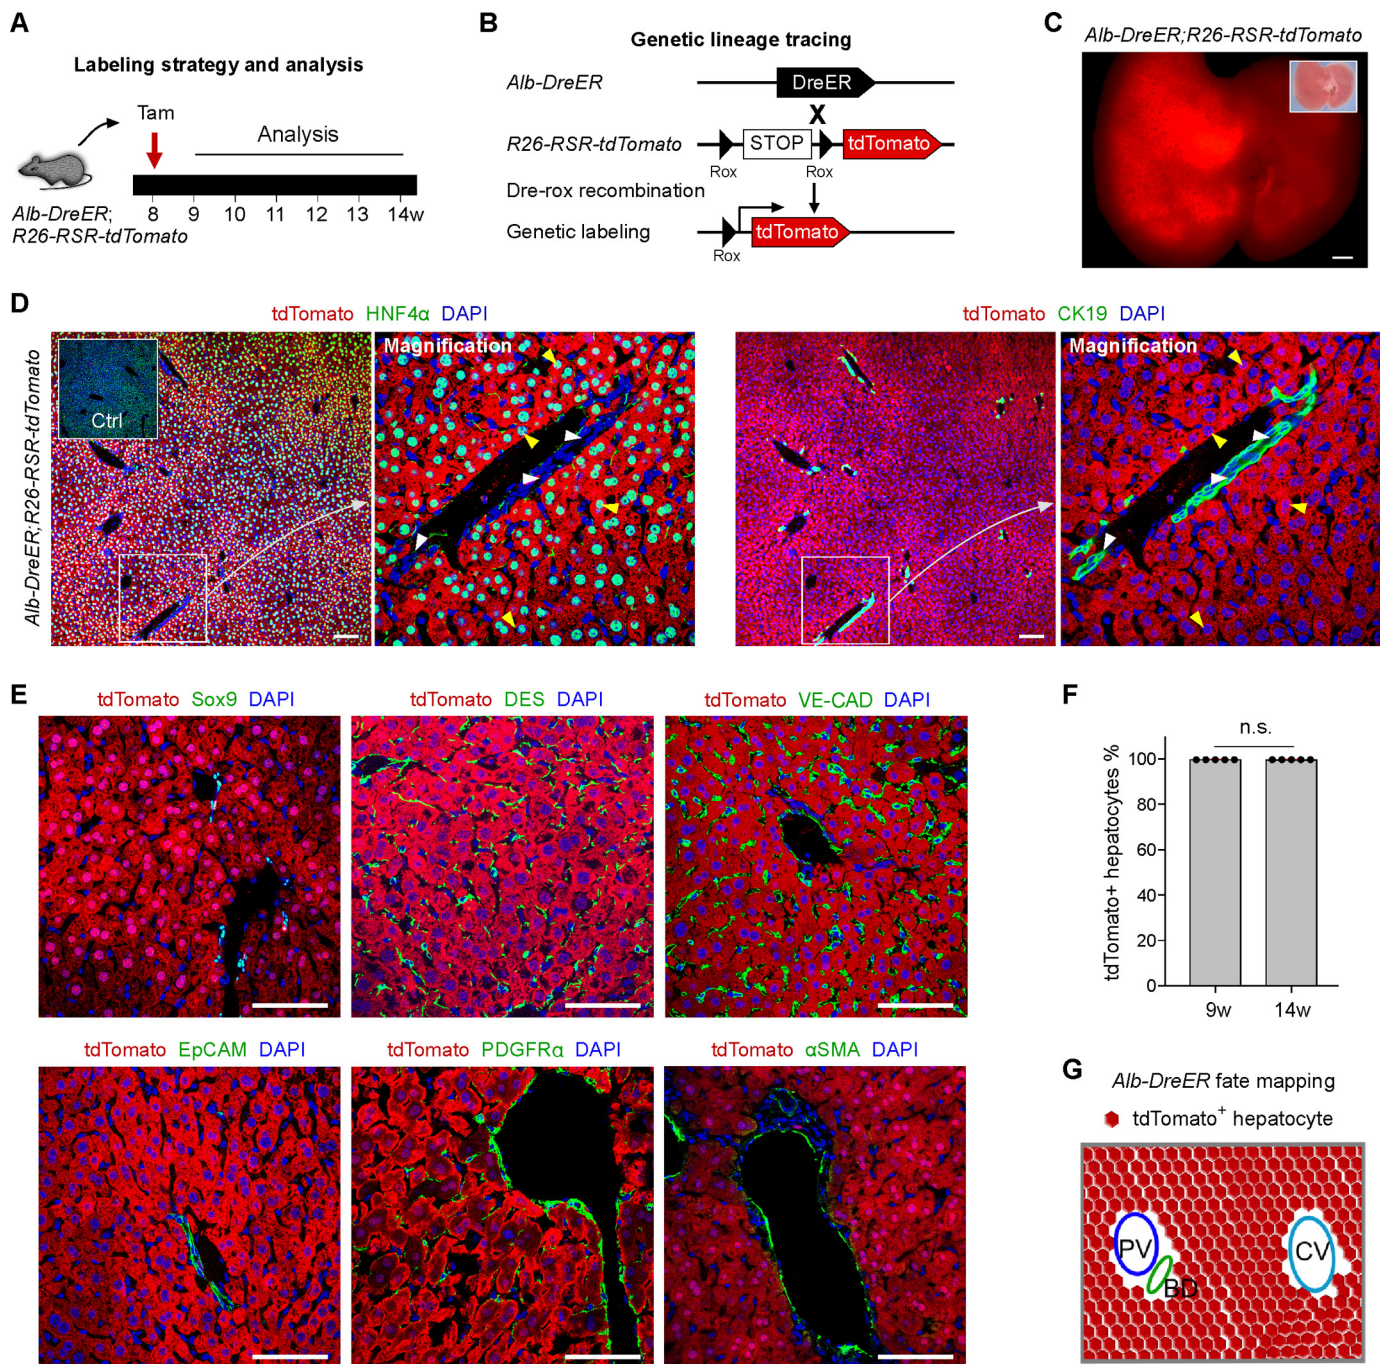 A
Labeling strategy and analysis
Tam
Analysis
8 9 10 11 12 13 14w
Alb-DreER;
R26-RSR-tdTomato
B
Genetic lineage tracing
Alb-DreER
DreER
X
R26-RSR-tdTomato
STOP
tdTomato
Rox
Rox
Dre-rox recombination
Genetic labeling
tdTomato
Rox
C
Alb-DreER;R26-RSR-tdTomato
D
Alb-DreER;R26-RSR-tdTomato
tdTomato HNF4α DAPI
Ctrl
Magnification
tdTomato CK19 DAPI
Magnification
E
tdTomato Sox9 DAPI
tdTomato DES DAPI
tdTomato VE-CAD DAPI
tdTomato EpCAM DAPI
tdTomato PDGFRα DAPI
tdTomato αSMA DAPI
F
n.s.
tdTomato+ hepatocytes %
100
80
60
40
20
0
9w 14w
G
Alb-DreER fate mapping
tdTomato+ hepatocyte
PV
BD
CV